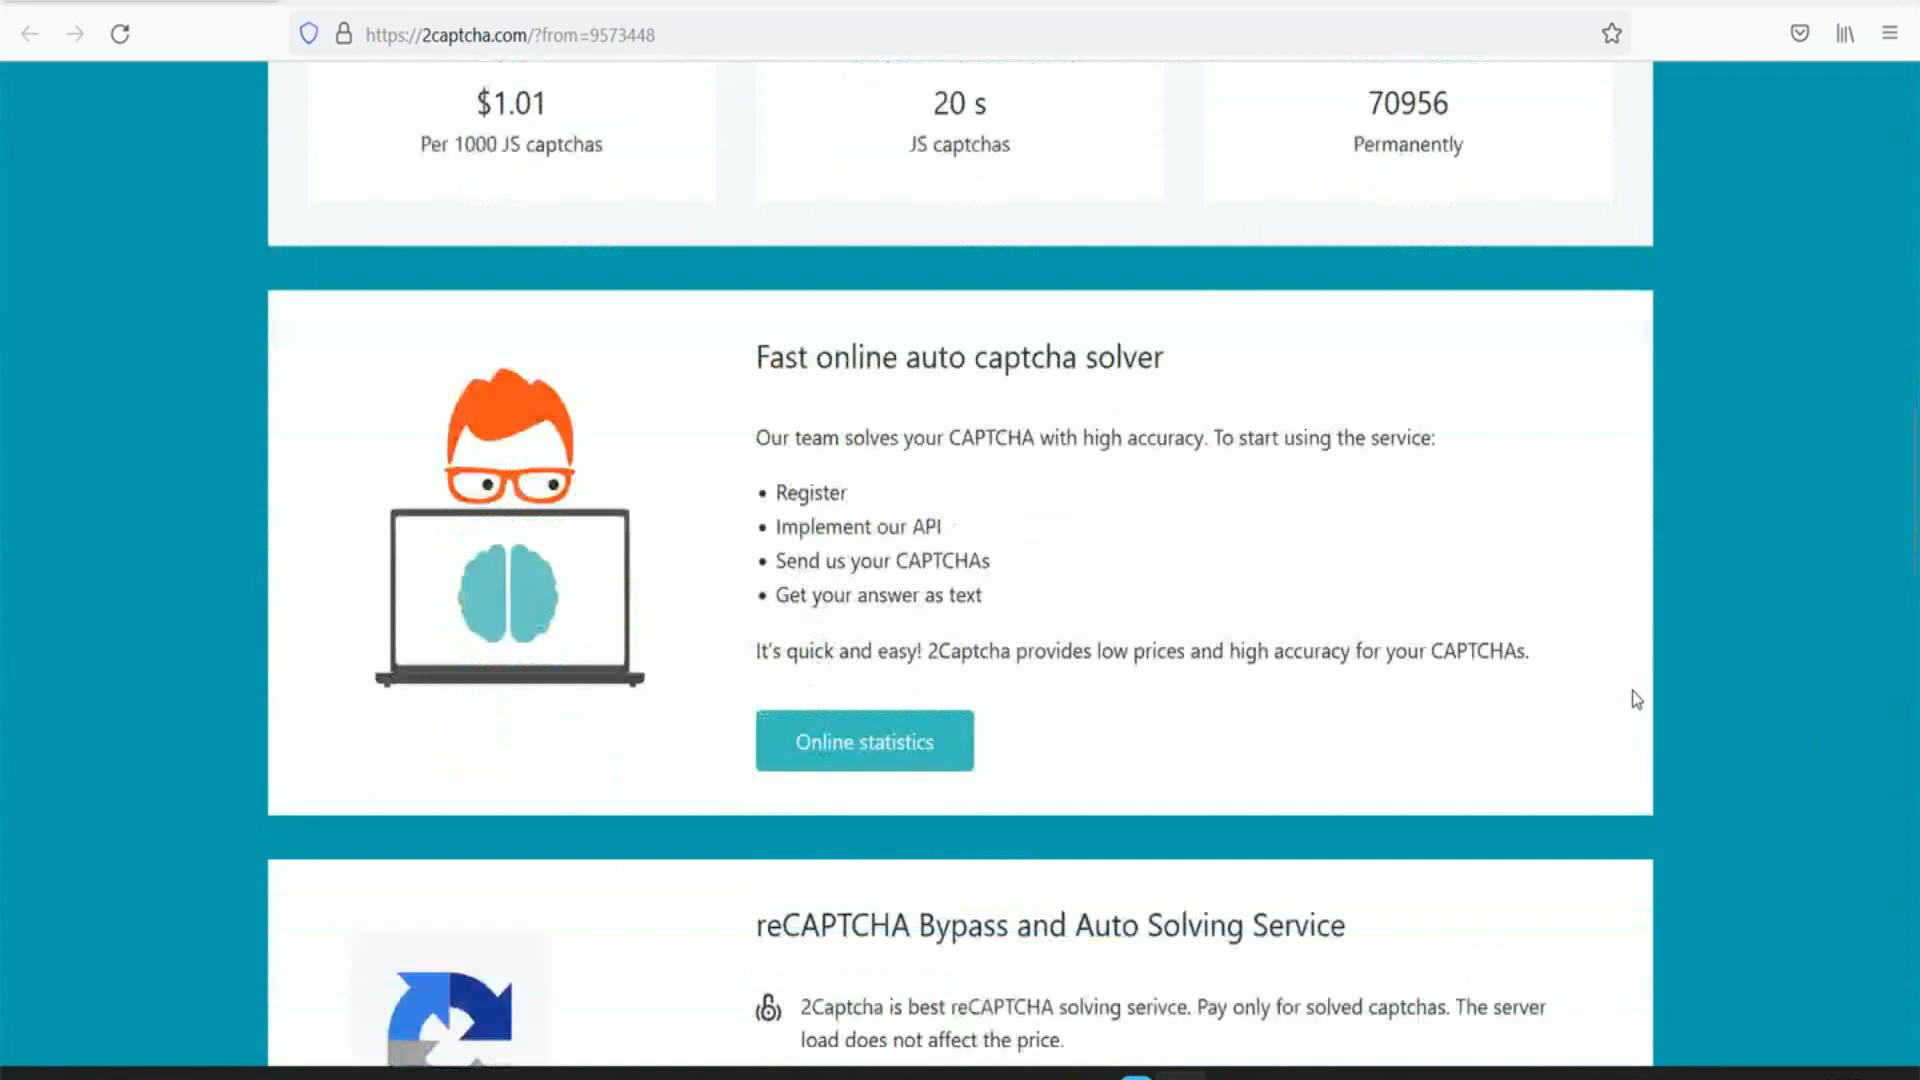 https://2captcha.com/?from=9573448
$1.01
Per 1000 JS captchas
20 s
JS captchas
70956
Permanently
Fast online auto captcha solver
Our team solves your CAPTCHA with high accuracy. To start using the service:
• Register
• Implement our API
• Send us your CAPTCHAs
• Get your answer as text
It's quick and easy! 2Captcha provides low prices and high accuracy for your CAPTCHAs.
Online statistics
reCAPTCHA Bypass and Auto Solving Service
2Captcha is best reCAPTCHA solving serivce. Pay only for solved captchas. The server
load does not affect the price.